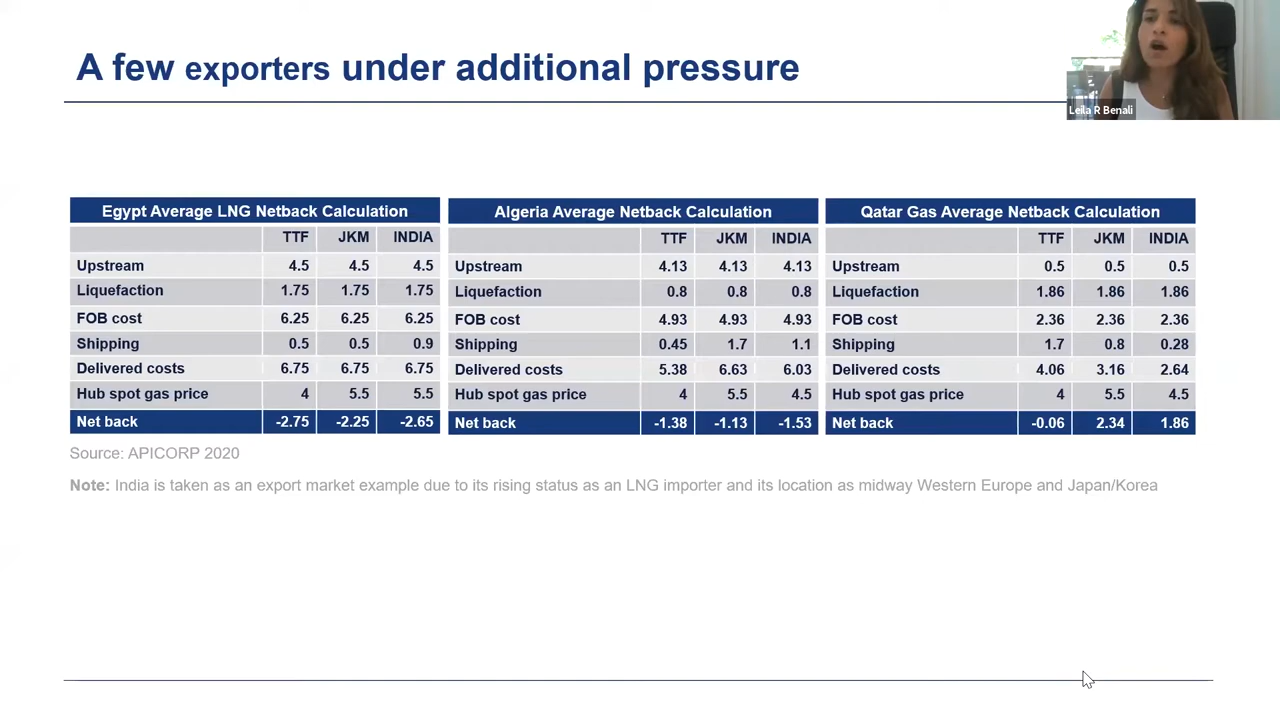 A few exporters under additional pressure
Leila R Benali
Egypt Average LNG Netback Calculation
TTF JKM INDIA
Upstream 4.5 4.5 4.5
Liquefaction 1.75 1.75 1.75
FOB cost 6.25 6.25 6.25
Shipping 0.5 0.5 0.9
Delivered costs 6.75 6.75 6.75
Hub spot gas price 4 5.5 5.5
Net back -2.75 -2.25 -2.65
Algeria Average Netback Calculation
TTF JKM INDIA
Upstream 4.13 4.13 4.13
Liquefaction 0.8 0.8 0.8
FOB cost 4.93 4.93 4.93
Shipping 0.45 1.7 1.1
Delivered costs 5.38 6.63 6.03
Hub spot gas price 4 5.5 4.5
Net back -1.38 -1.13 -1.53
Qatar Gas Average Netback Calculation
TTF JKM INDIA
Upstream 0.5 0.5 0.5
Liquefaction 1.86 1.86 1.86
FOB cost 2.36 2.36 2.36
Shipping 1.7 0.8 0.28
Delivered costs 4.06 3.16 2.64
Hub spot gas price 4 5.5 4.5
Net back -0.06 2.34 1.86
Source: APICORP 2020
Note: India is taken as an export market example due to its rising status as an LNG importer and its location as midway Western Europe and Japan/Korea